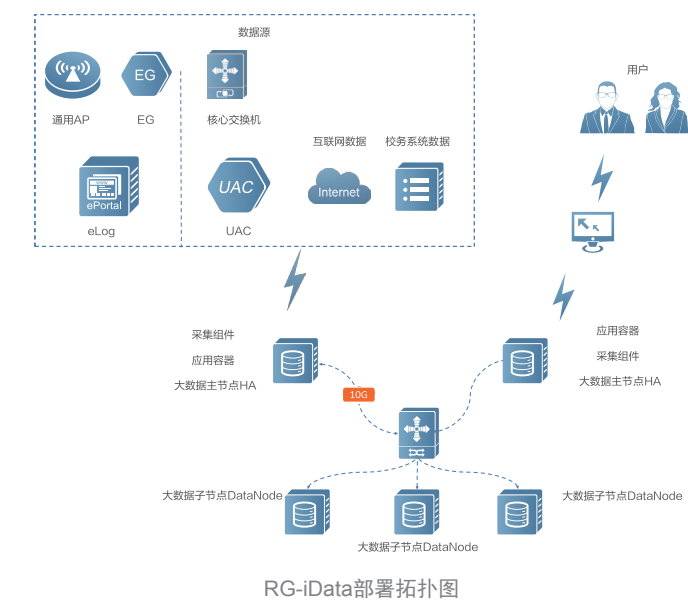 数据源
用户
EG
通用AP
EG
核心交换机
互联网数据
校务系统数据
UAC
Internet
ePortal
eLog
UAC
采集组件
应用容器
大数据主节点HA
应用容器
采集组件
大数据主节点HA
10G
大数据子节点DataNode
大数据子节点DataNode
大数据子节点DataNode
RG-iData部署拓扑图